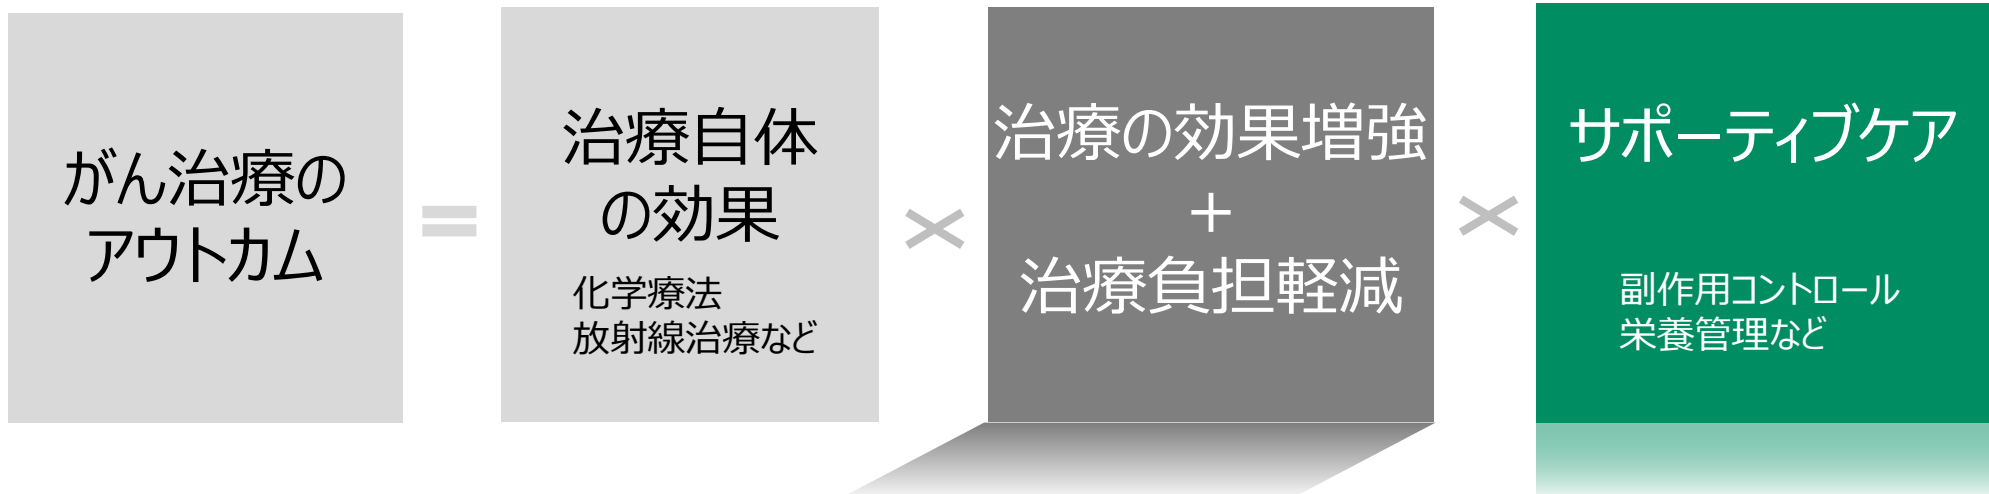 がん治療の
アウトカム
＝
治療自体
の効果
化学療法
放射線治療など
×
治療の効果増強
＋
治療負担軽減
×
サポーティブケア
副作用コントロール
栄養管理など